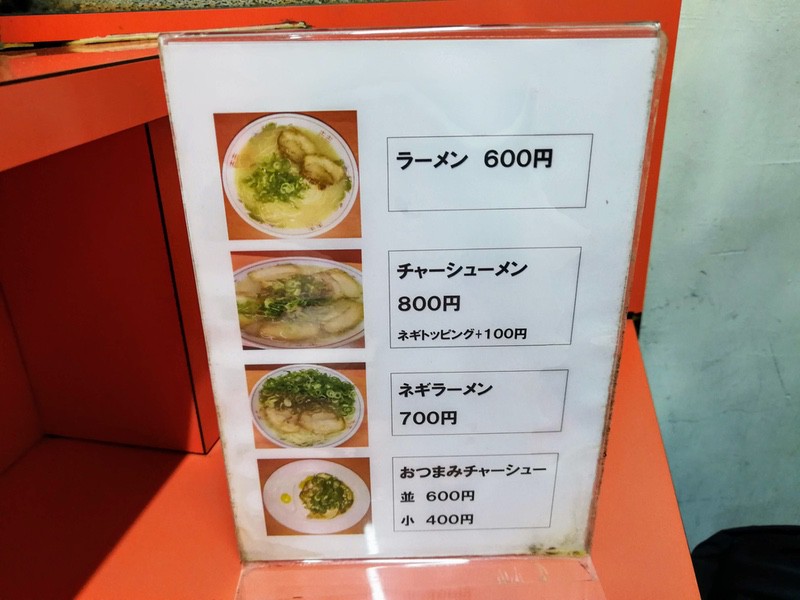 ラーメン 600円
チャーシューメン
800円
ネギトッピング+100円
ネギラーメン
700円
おつまみチャーシュー
並 600円
小 400円